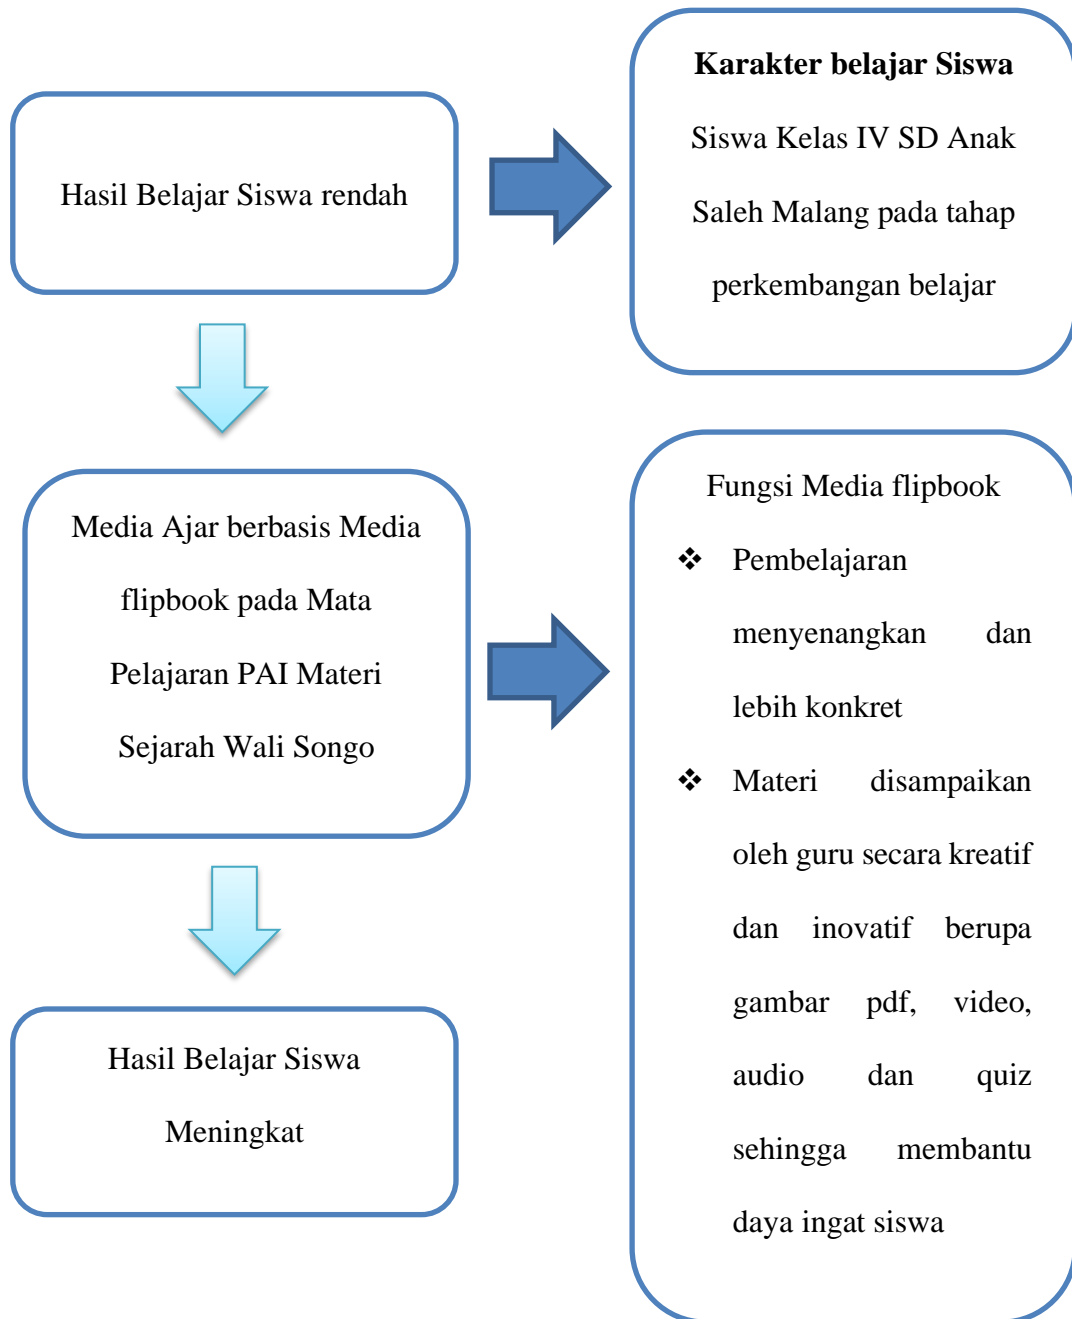 Hasil Belajar Siswa rendah
Karakter belajar Siswa
Siswa Kelas IV SD Anak
Saleh Malang pada tahap
perkembangan belajar
Media Ajar berbasis Media
flipbook pada Mata
Pelajaran PAI Materi
Sejarah Wali Songo
Fungsi Media flipbook
❖ Pembelajaran
menyenangkan dan
lebih konkret
❖ Materi disampaikan
oleh guru secara kreatif
dan inovatif berupa
gambar pdf, video,
audio dan quiz
sehingga membantu
daya ingat siswa
Hasil Belajar Siswa
Meningkat